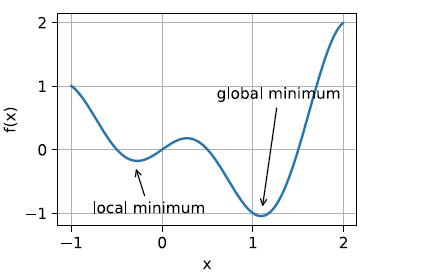 2
1
global minimum
f(x)
0
local minimum
−1
−1 0 1 2
x